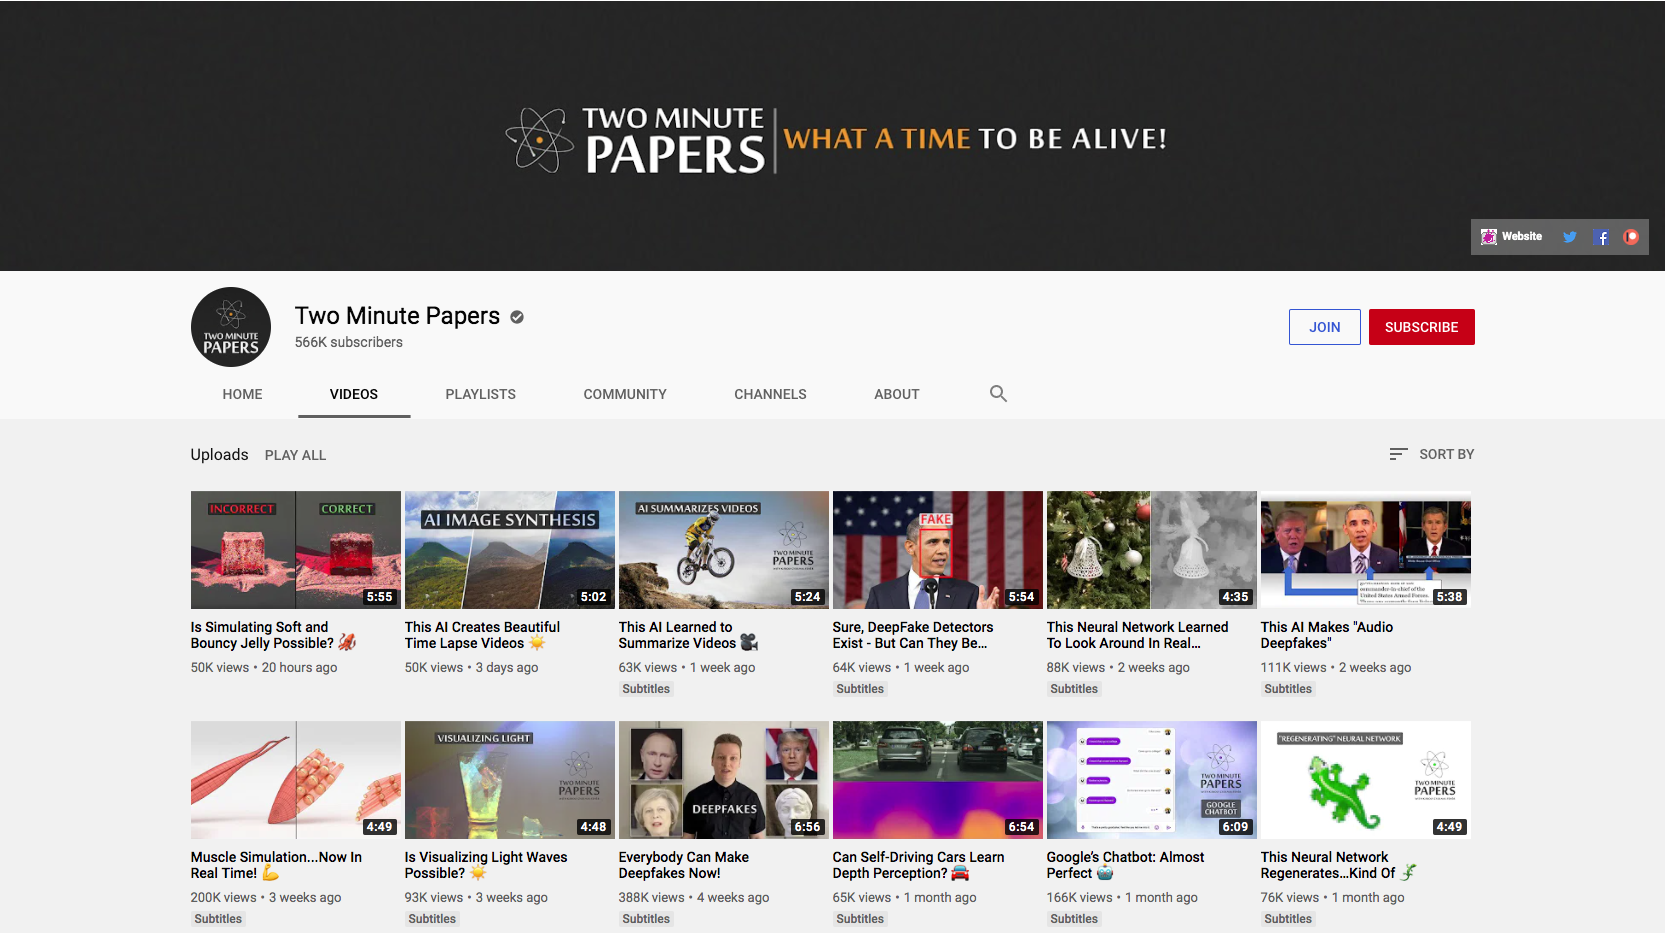 TWO MINUTE
PAPERS
WHAT A TIME TO BE ALIVE!
Website
TWO MINUTE
PAPERS
Two Minute Papers
566K subscribers
JOIN
SUBSCRIBE
HOME
VIDEOS
PLAYLISTS
COMMUNITY
CHANNELS
ABOUT
Uploads
PLAY ALL
SORT BY
INCORRECT
CORRECT
5:55
Is Simulating Soft and
Bouncy Jelly Possible? 🦑
50K views • 20 hours ago
AI IMAGE SYNTHESIS
5:02
This AI Creates Beautiful
Time Lapse Videos ☀️
50K views • 3 days ago
AI SUMMARIZES VIDEOS
TWO MINUTE
PAPERS
5:24
This AI Learned to
Summarize Videos 🎥
63K views • 1 week ago
Subtitles
FAKE
5:54
Sure, DeepFake Detectors
Exist - But Can They Be...
64K views • 1 week ago
Subtitles
4:35
This Neural Network Learned
To Look Around In Real...
88K views • 2 weeks ago
Subtitles
commander-in-chief of the
United States Armed Forces.
5:38
This AI Makes "Audio
Deepfakes"
111K views • 2 weeks ago
Subtitles
4:49
Muscle Simulation...Now In
Real Time! 💪
200K views • 3 weeks ago
Subtitles
VISUALIZING LIGHT
TWO MINUTE
PAPERS
4:48
Is Visualizing Light Waves
Possible? ☀️
93K views • 3 weeks ago
Subtitles
DEEPFAKES
6:56
Everybody Can Make
Deepfakes Now!
388K views • 4 weeks ago
Subtitles
6:54
Can Self-Driving Cars Learn
Depth Perception? 🚘
65K views • 1 month ago
Subtitles
TWO MINUTE
PAPERS
GOOGLE
CHATBOT
6:09
Google's Chatbot: Almost
Perfect 🤖
166K views • 1 month ago
Subtitles
"REGENERATING" NEURAL NETWORK
TWO MINUTE
PAPERS
4:49
This Neural Network
Regenerates...Kind Of 🦎
76K views • 1 month ago
Subtitles